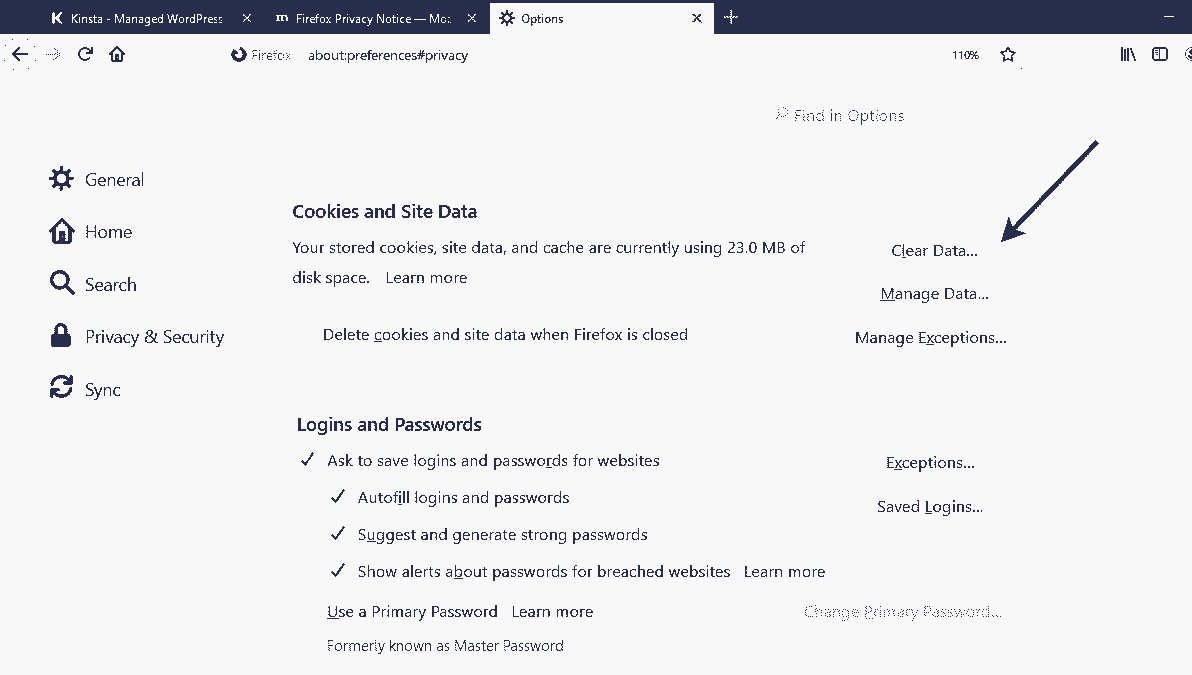 Kinsta - Managed WordPress
Firefox Privacy Notice — Moz
Options
Firefox about:preferences#privacy 110%
Find in Options
General
Home
Search
Privacy & Security
Sync
Cookies and Site Data
Your stored cookies, site data, and cache are currently using 23.0 MB of
disk space. Learn more
Clear Data...
Manage Data...
Delete cookies and site data when Firefox is closed
Manage Exceptions...
Logins and Passwords
Ask to save logins and passwords for websites
Exceptions...
Autofill logins and passwords
Saved Logins...
Suggest and generate strong passwords
Show alerts about passwords for breached websites Learn more
Use a Primary Password Learn more
Change Primary Password...
Formerly known as Master Password